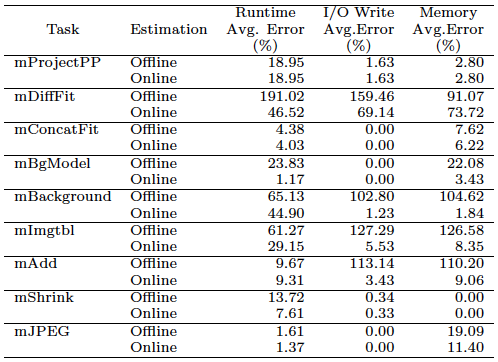 Runtime I/O Write Memory
Task Estimation Avg. Error Avg.Error Avg.Error
(%) (%) (%)
mProjectPP Offline 18.95 1.63 2.80
Online 18.95 1.63 2.80
mDiffFit Offline 191.02 159.46 91.07
Online 46.52 69.14 73.72
mConcatFit Offline 4.38 0.00 7.62
Online 4.03 0.00 6.22
mBgModel Offline 23.83 0.00 22.08
Online 1.17 0.00 3.43
mBackground Offline 65.13 102.80 104.62
Online 44.90 1.23 1.84
mImgtbl Offline 61.27 127.29 126.58
Online 29.15 5.53 8.35
mAdd Offline 9.67 113.14 110.20
Online 9.31 3.43 9.06
mShrink Offline 13.72 0.34 0.00
Online 7.61 0.33 0.00
mJPEG Offline 1.61 0.00 19.09
Online 1.37 0.00 11.40